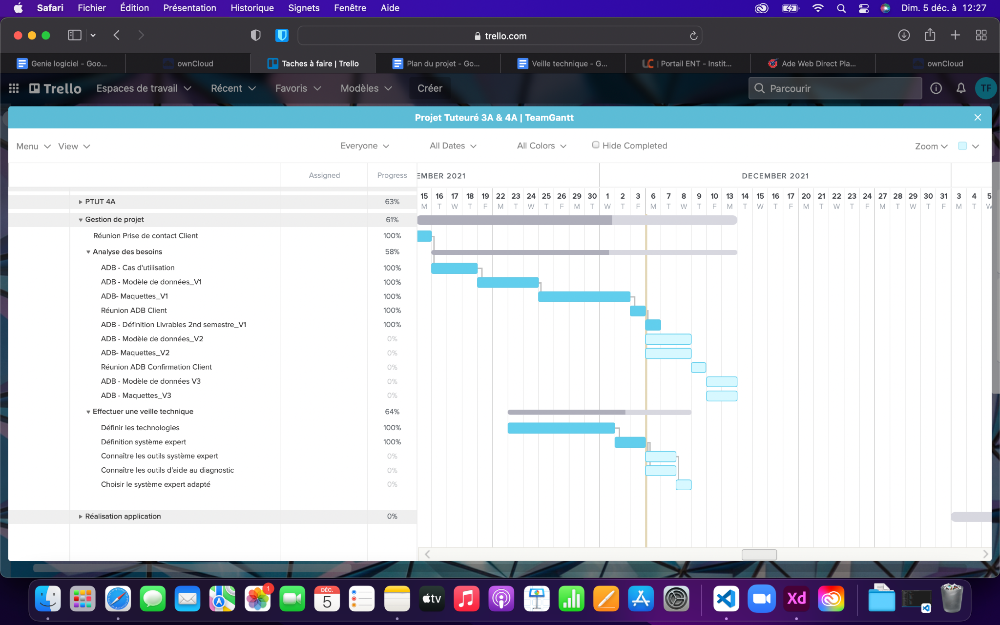 Safari Fichier Édition Présentation Historique Signets Fenêtre Aide Dim. 5 déc. à 12:27
trello.com
Genie logiciel - Goo... ownCloud Taches à faire | Trello Plan du projet - Go... Veille technique - G... | Portail ENT - Instit... Ade Web Direct Pla... ownCloud
Trello Espaces de travail Récent Favoris Modèles Créer Parcourir TF
Projet Tuteuré 3A & 4A | TeamGantt
Menu View Everyone All Dates All Colors Hide Completed Zoom
Assigned Progress EMBER 2021 DECEMBER 2021
15 16 17 18 19 22 23 24 25 26 29 30 1 2 3 6 7 8 9 10 13 14 15 16 17 20 21 22 23 24 27 28 29 30 31 3 4 5
M T W T F M T W T F M T W T F M T W T F M T W T F M T W T F M T W T F M T W
PTUT 4A 63%
Gestion de projet 61%
Réunion Prise de contact Client 100%
Analyse des besoins 58%
ADB - Cas d'utilisation 100%
ADB - Modèle de données_V1 100%
ADB- Maquettes_V1 100%
Réunion ADB Client 100%
ADB - Définition Livrables 2nd semestre_V1 100%
ADB - Modèle de données_V2 0%
ADB- Maquettes_V2 0%
Réunion ADB Confirmation Client 0%
ADB - Modèle de données V3 0%
ADB - Maquettes_V3 0%
Effectuer une veille technique 64%
Définir les technologies 100%
Définition système expert 100%
Connaître les outils système expert 0%
Connaître les outils d'aide au diagnostic 0%
Choisir le système expert adapté 0%
Réalisation application 0%
1 DÉC. 5 tv Xd